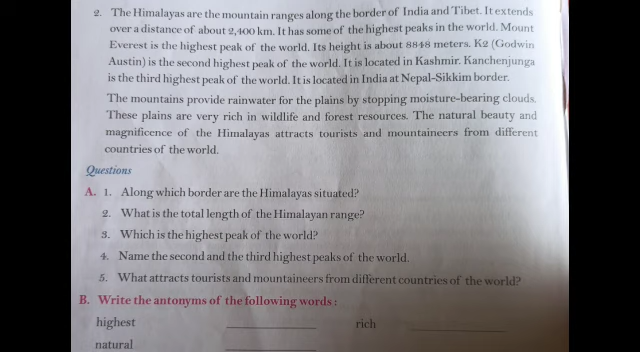 2. The Himalayas are the mountain ranges along the border of India and Tibet. It extends
over a distance of about 2,400 km. It has some of the highest peaks in the world. Mount
Everest is the highest peak of the world. Its height is about 8848 meters. K2 (Godwin
Austin) is the second highest peak of the world. It is located in Kashmir. Kanchenjunga
is the third highest peak of the world. It is located in India at Nepal-Sikkim border.
The mountains provide rainwater for the plains by stopping moisture-bearing clouds.
These plains are very rich in wildlife and forest resources. The natural beauty and
magnificence of the Himalayas attracts tourists and mountaineers from different
countries of the world.
Questions
A. 1. Along which border are the Himalayas situated?
2. What is the total length of the Himalayan range?
3. Which is the highest peak of the world?
4. Name the second and the third highest peaks of the world.
5. What attracts tourists and mountaineers from different countries of the world?
B. Write the antonyms of the following words:
highest rich
natural